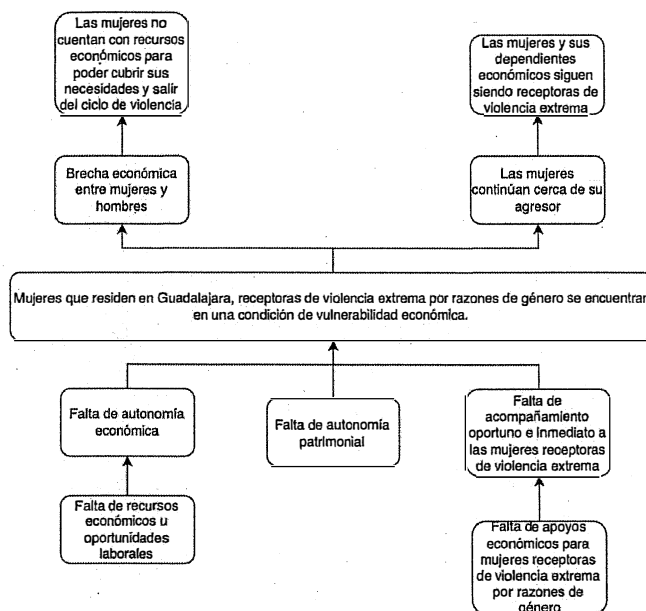 Las mujeres no
cuentan con recursos
económicos para
poder cubrir sus
necesidades y salir
del ciclo de violencia
Las mujeres y sus
dependientes
económicos siguen
siendo receptoras de
violencia extrema
Brecha económica
entre mujeres y
hombres
Las mujeres
continúan cerca de su
agresor
Mujeres que residen en Guadalajara, receptoras de violencia extrema por razones de género se encuentran
en una condición de vulnerabilidad económica.
Falta de autonomía
económica
Falta de autonomía
patrimonial
Falta de
acompañamiento
oportuno e inmediato a
las mujeres receptoras
de violencia extrema
Falta de recursos
económicos u
oportunidades
laborales
Falta de apoyos
económicos para
mujeres receptoras
de violencia extrema
por razones de
género